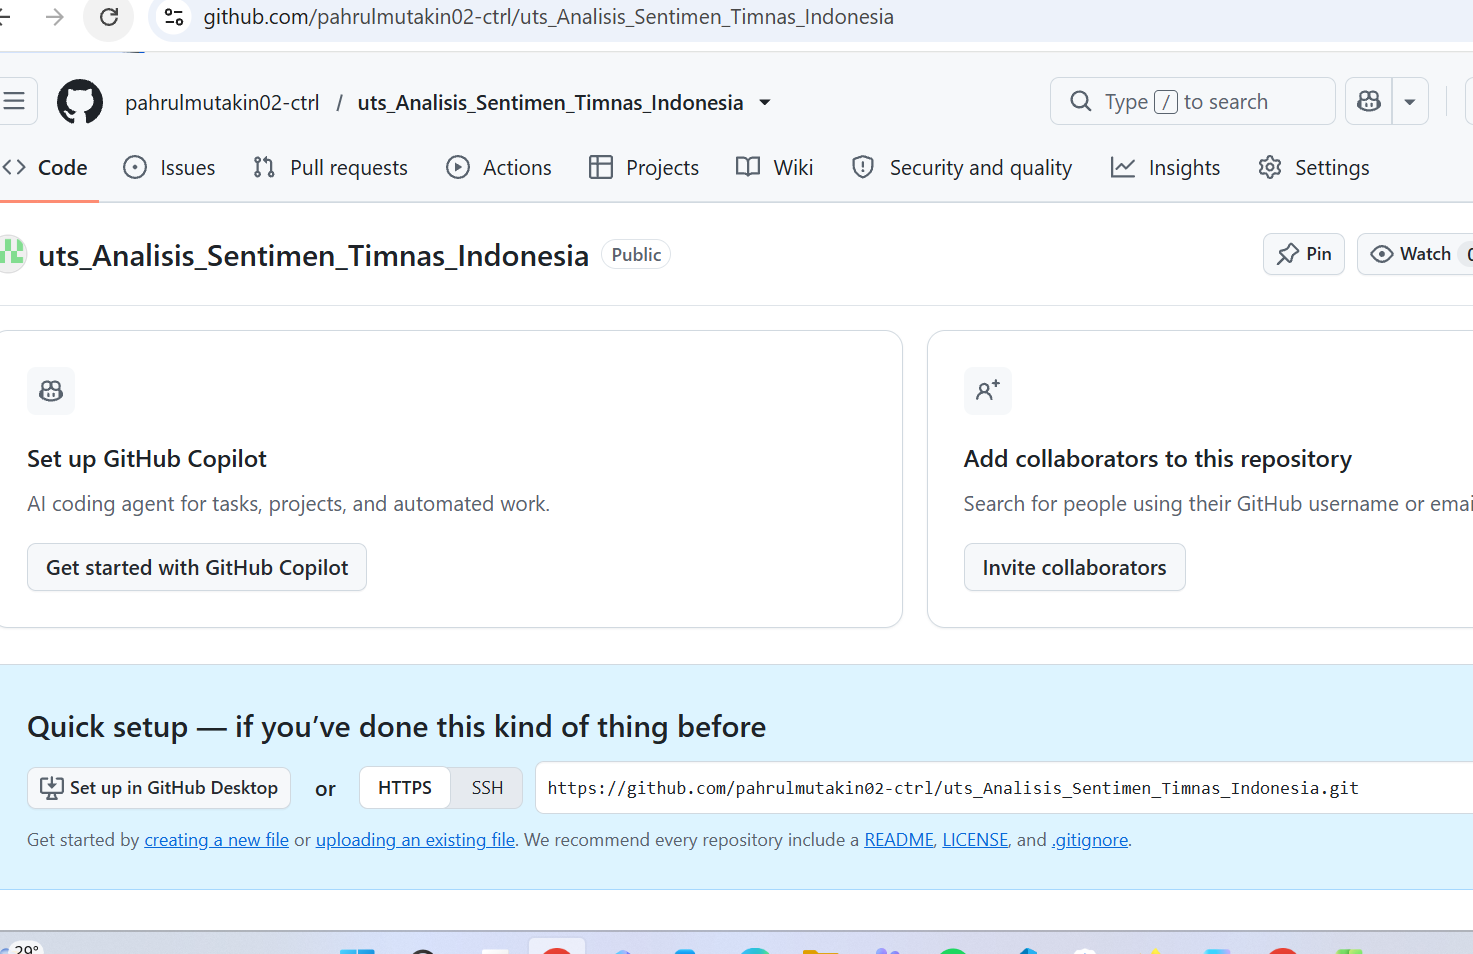 github.com/pahrulmutakin02-ctrl/uts_Analisis_Sentimen_Timnas_Indonesia
pahrulmutakin02-ctrl / uts_Analisis_Sentimen_Timnas_Indonesia
Type / to search
Code Issues Pull requests Actions Projects Wiki Security and quality Insights Settings
uts_Analisis_Sentimen_Timnas_Indonesia Public
Pin Watch
Set up GitHub Copilot
AI coding agent for tasks, projects, and automated work.
Get started with GitHub Copilot
Add collaborators to this repository
Search for people using their GitHub username or emai
Invite collaborators
Quick setup — if you’ve done this kind of thing before
Set up in GitHub Desktop or HTTPS SSH https://github.com/pahrulmutakin02-ctrl/uts_Analisis_Sentimen_Timnas_Indonesia.git
Get started by creating a new file or uploading an existing file. We recommend every repository include a README, LICENSE, and .gitignore.
29°